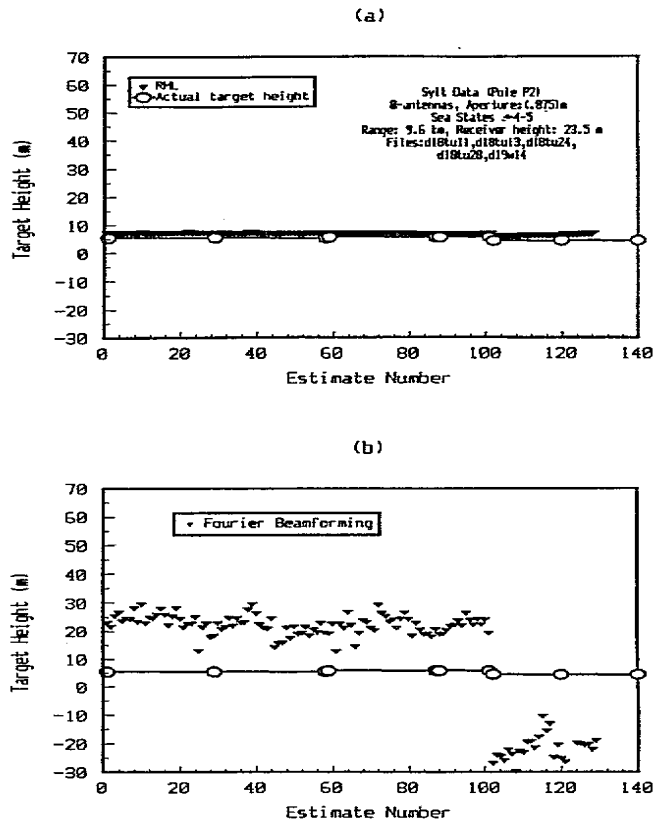 (a)
70
60
50
40
30
20
10
0
-10
-20
-30
Target Height (m)
RML
Actual target height
Sylt Data (Pole P2)
8-antennas, Aperture:(.875)m
Sea States :~4-5
Range: 9.6 km, Receiver height: 23.5 m
Files:d18tu11,d18tu13,d18tu24,
d18tu28,d19w14
0 20 40 60 80 100 120 140
Estimate Number
(b)
70
60
50
40
30
20
10
0
-10
-20
-30
Target Height (m)
Fourier Beamforming
0 20 40 60 80 100 120 140
Estimate Number